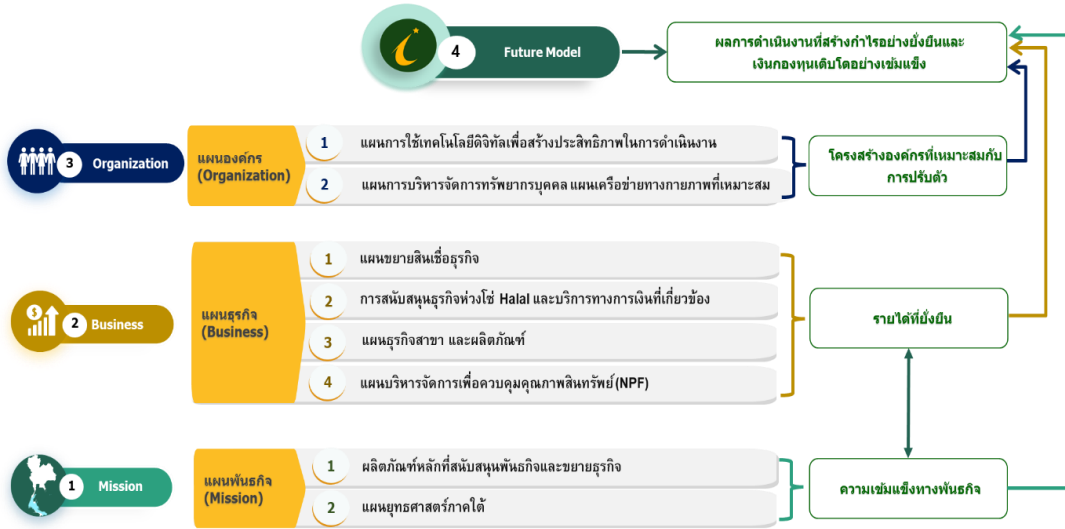 4
Future Model
ผลการดำเนินงานที่สร้างกำไรอย่างยั่งยืนและ
เงินกองทุนเติบโตอย่างเข้มแข็ง
3
Organization
แผนองค์กร
(Organization)
1
แผนการใช้เทคโนโลยีดิจิทัลเพื่อสร้างประสิทธิภาพในการดำเนินงาน
2
แผนการบริหารจัดการทรัพยากรบุคคล แผนเครือข่ายทางกายภาพที่เหมาะสม
โครงสร้างองค์กรที่เหมาะสมกับ
การปรับตัว
2
Business
แผนธุรกิจ
(Business)
1
แผนขยายสินเชื่อธุรกิจ
2
การสนับสนุนธุรกิจห่วงโซ่ Halal และบริการทางการเงินที่เกี่ยวข้อง
3
แผนธุรกิจสาขา และผลิตภัณฑ์
4
แผนบริหารจัดการเพื่อควบคุมคุณภาพสินทรัพย์(NPF)
รายได้ที่ยั่งยืน
1
Mission
แผนพันธกิจ
(Mission)
1
ผลิตภัณฑ์หลักที่สนับสนุนพันธกิจและขยายธุรกิจ
2
แผนยุทธศาสตร์ภาคใต้
ความเข้มแข็งทางพันธกิจ